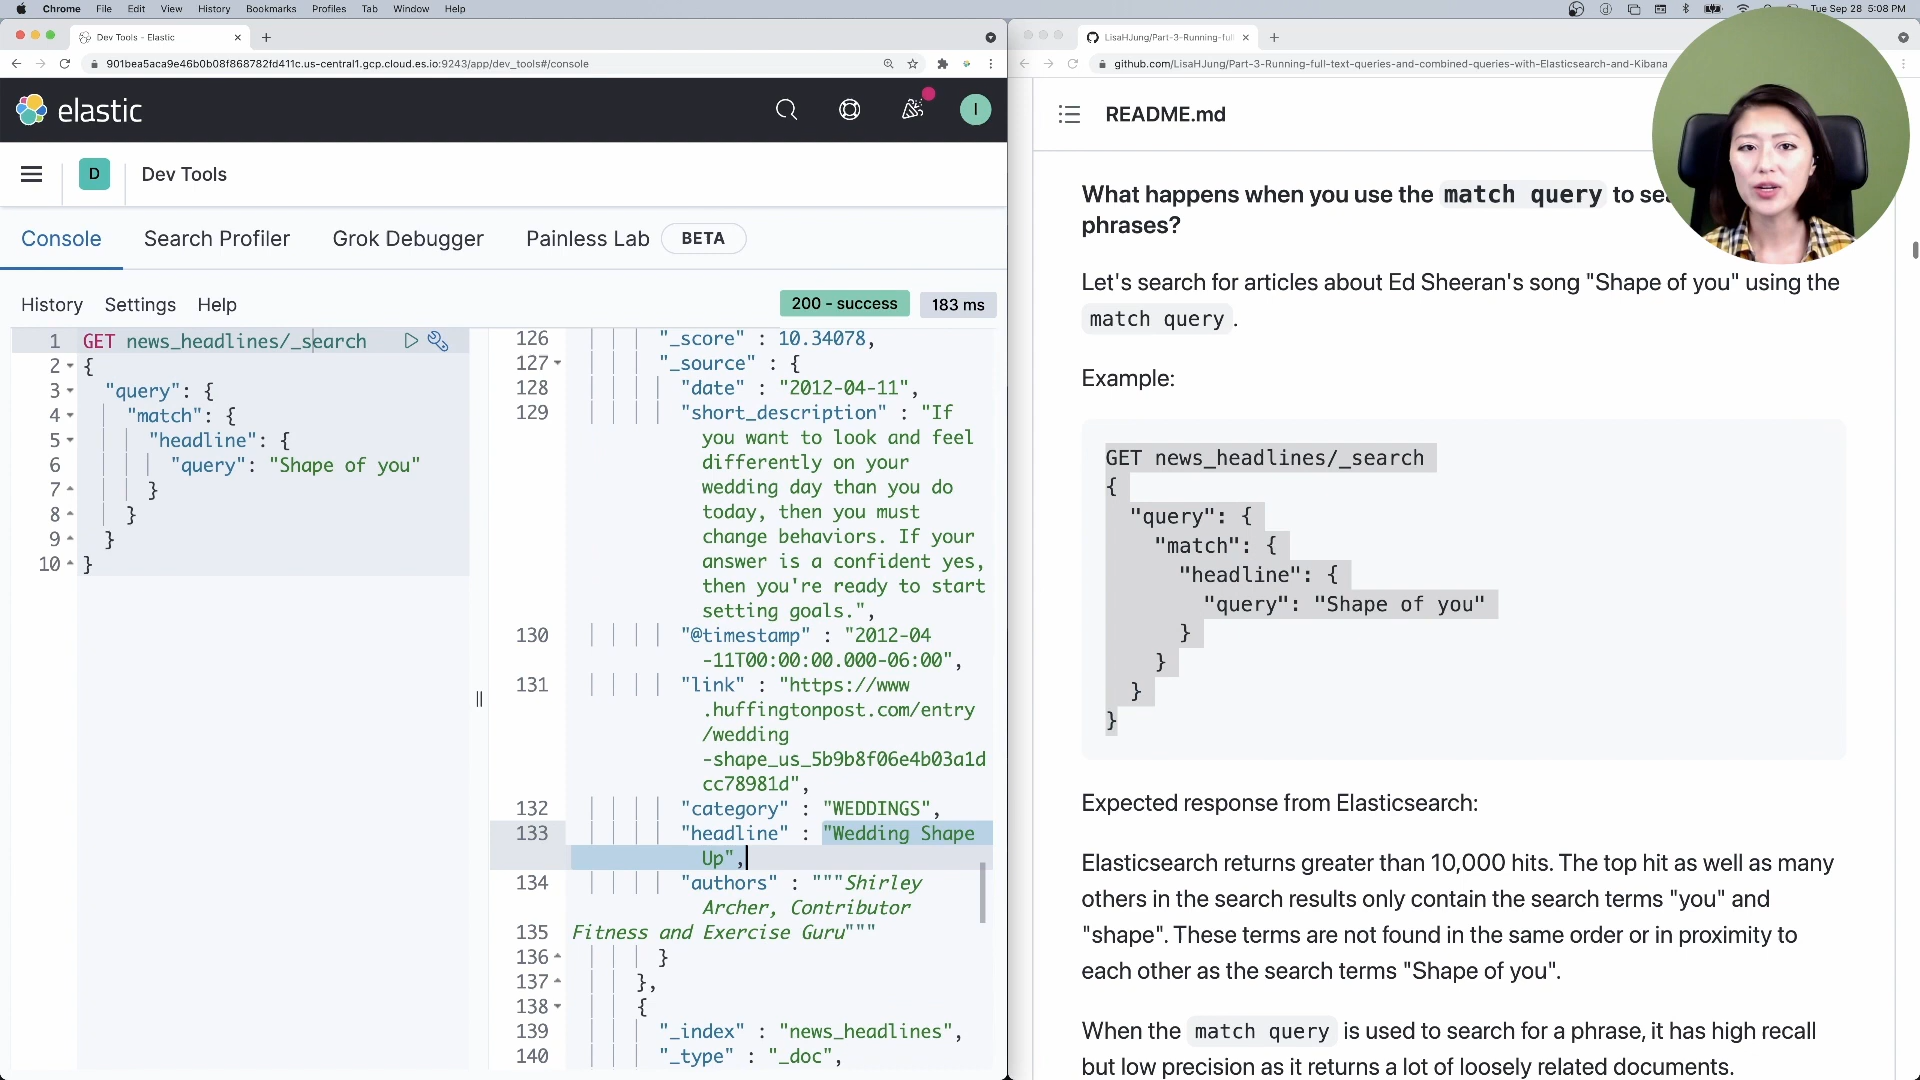 Chrome File Edit View History Bookmarks Profiles Tab Window Help
Tue Sep 28 5:08 PM
Dev Tools - Elastic
901bea5aca9e46b0b08f868782fd411c.us-central1.gcp.cloud.es.io:9243/app/dev_tools#/console
elastic
I
D
Dev Tools
Console Search Profiler Grok Debugger Painless Lab BETA
History Settings Help
200 - success 183 ms
1 GET news_headlines/_search
2 {
3 "query": {
4 "match": {
5 "headline": {
6 "query": "Shape of you"
7 }
8 }
9 }
10 }
126 "_score" : 10.34078,
127 "_source" : {
128 "date" : "2012-04-11",
129 "short_description" : "If
you want to look and feel
differently on your
wedding day than you do
today, then you must
change behaviors. If your
answer is a confident yes,
then you're ready to start
setting goals.",
130 "@timestamp" : "2012-04
-11T00:00:00.000-06:00",
131 "link" : "https://www
.huffingtonpost.com/entry
/wedding
-shape_us_5b9b8f06e4b03a1d
cc78981d",
132 "category" : "WEDDINGS",
133 "headline" : "Wedding Shape
Up",
134 "authors" : """Shirley
Archer, Contributor
135 Fitness and Exercise Guru"""
136 }
137 },
138 {
139 "_index" : "news_headlines",
140 "_type" : "_doc",
LisaHJung/Part-3-Running-full
github.com/LisaHJung/Part-3-Running-full-text-queries-and-combined-queries-with-Elasticsearch-and-Kibana
README.md
What happens when you use the match query to
phrases?
Let's search for articles about Ed Sheeran's song "Shape of you" using the
match query .
Example:
GET news_headlines/_search
{
"query": {
"match": {
"headline": {
"query": "Shape of you"
}
}
}
}
Expected response from Elasticsearch:
Elasticsearch returns greater than 10,000 hits. The top hit as well as many
others in the search results only contain the search terms "you" and
"shape". These terms are not found in the same order or in proximity to
each other as the search terms "Shape of you".
When the match query is used to search for a phrase, it has high recall
but low precision as it returns a lot of loosely related documents.